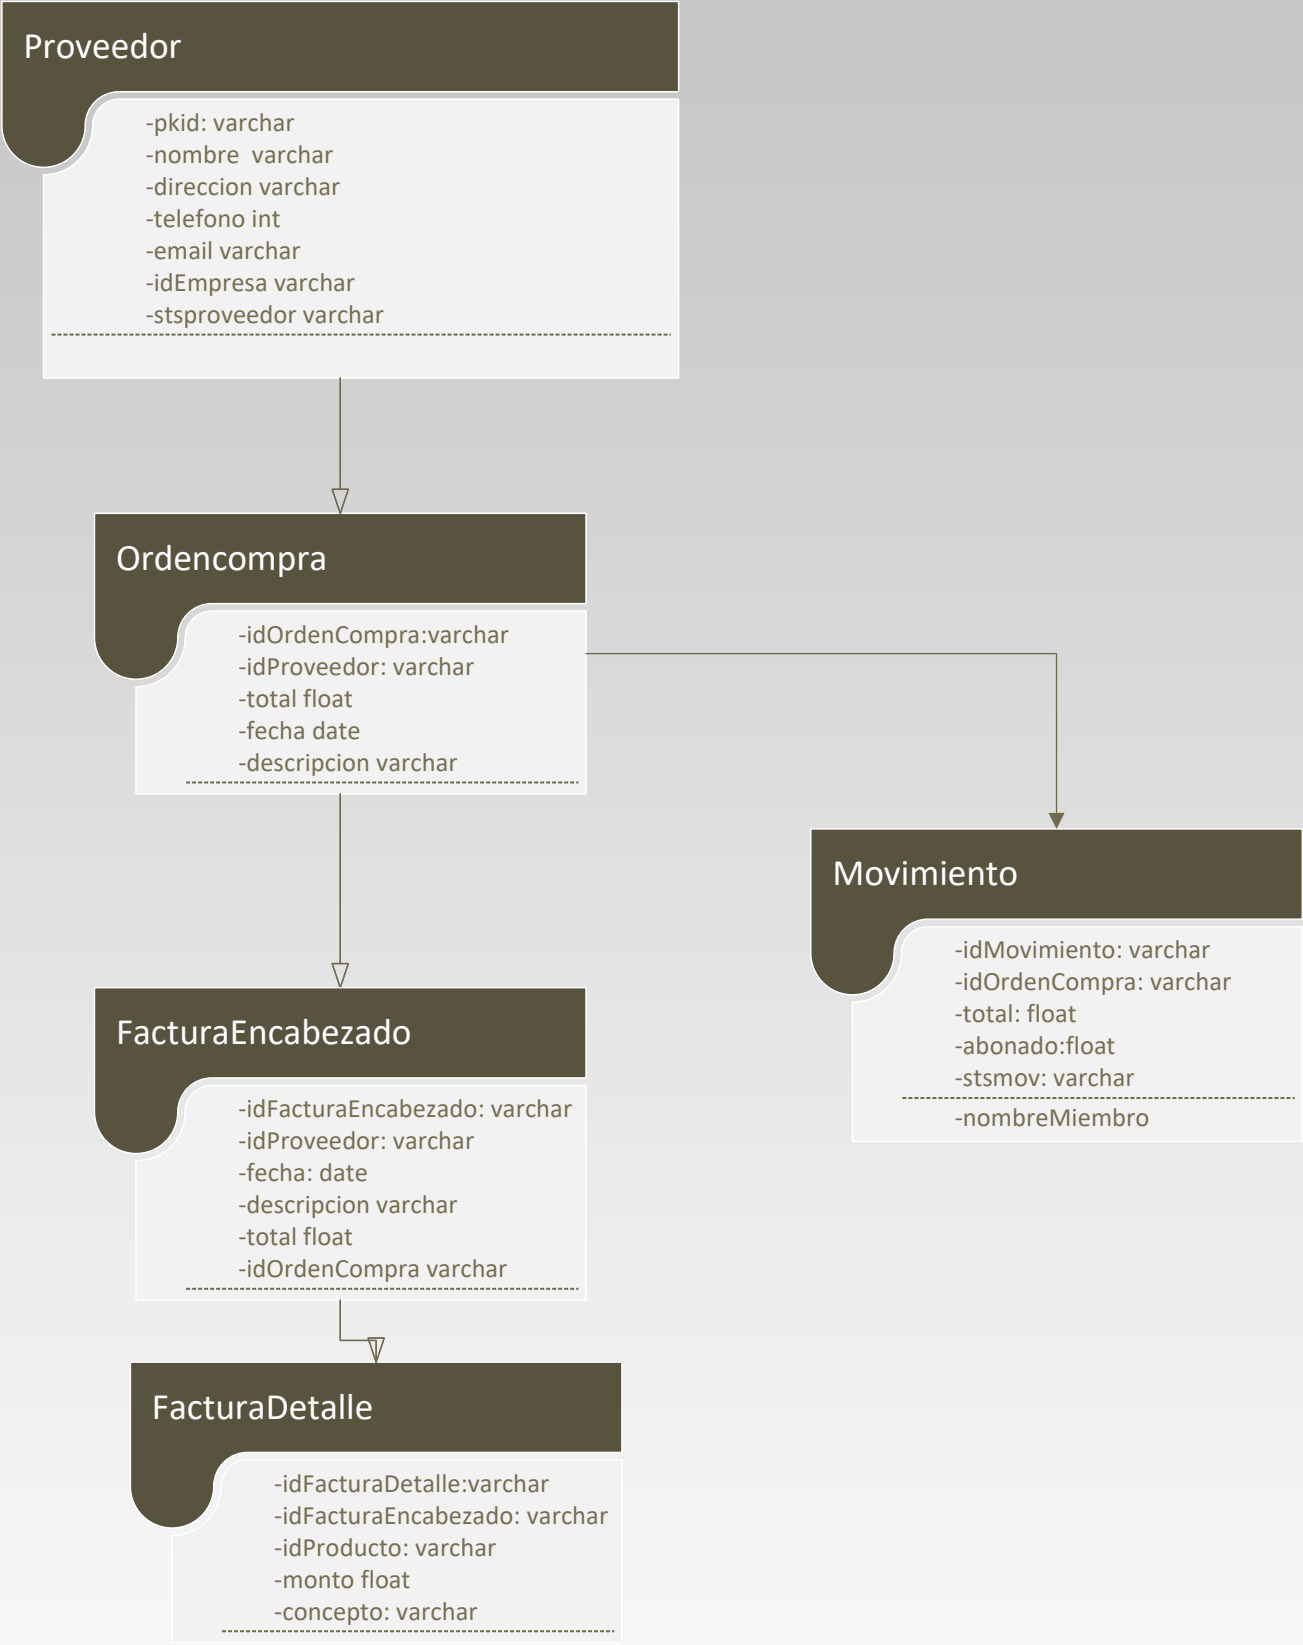 Proveedor
-pkid: varchar
-nombre  varchar
-direccion varchar
-telefono int
-email varchar
-idEmpresa varchar
-stsproveedor varchar
Ordencompra
-idOrdenCompra:varchar
-idProveedor: varchar
-total float
-fecha date
-descripcion varchar
Movimiento
-idMovimiento: varchar
-idOrdenCompra: varchar
-total: float
-abonado:float
-stsmov: varchar
-nombreMiembro
FacturaEncabezado
-idFacturaEncabezado: varchar
-idProveedor: varchar
-fecha: date
-descripcion varchar
-total float
-idOrdenCompra varchar
FacturaDetalle
-idFacturaDetalle:varchar
-idFacturaEncabezado: varchar
-idProducto: varchar
-monto float
-concepto: varchar